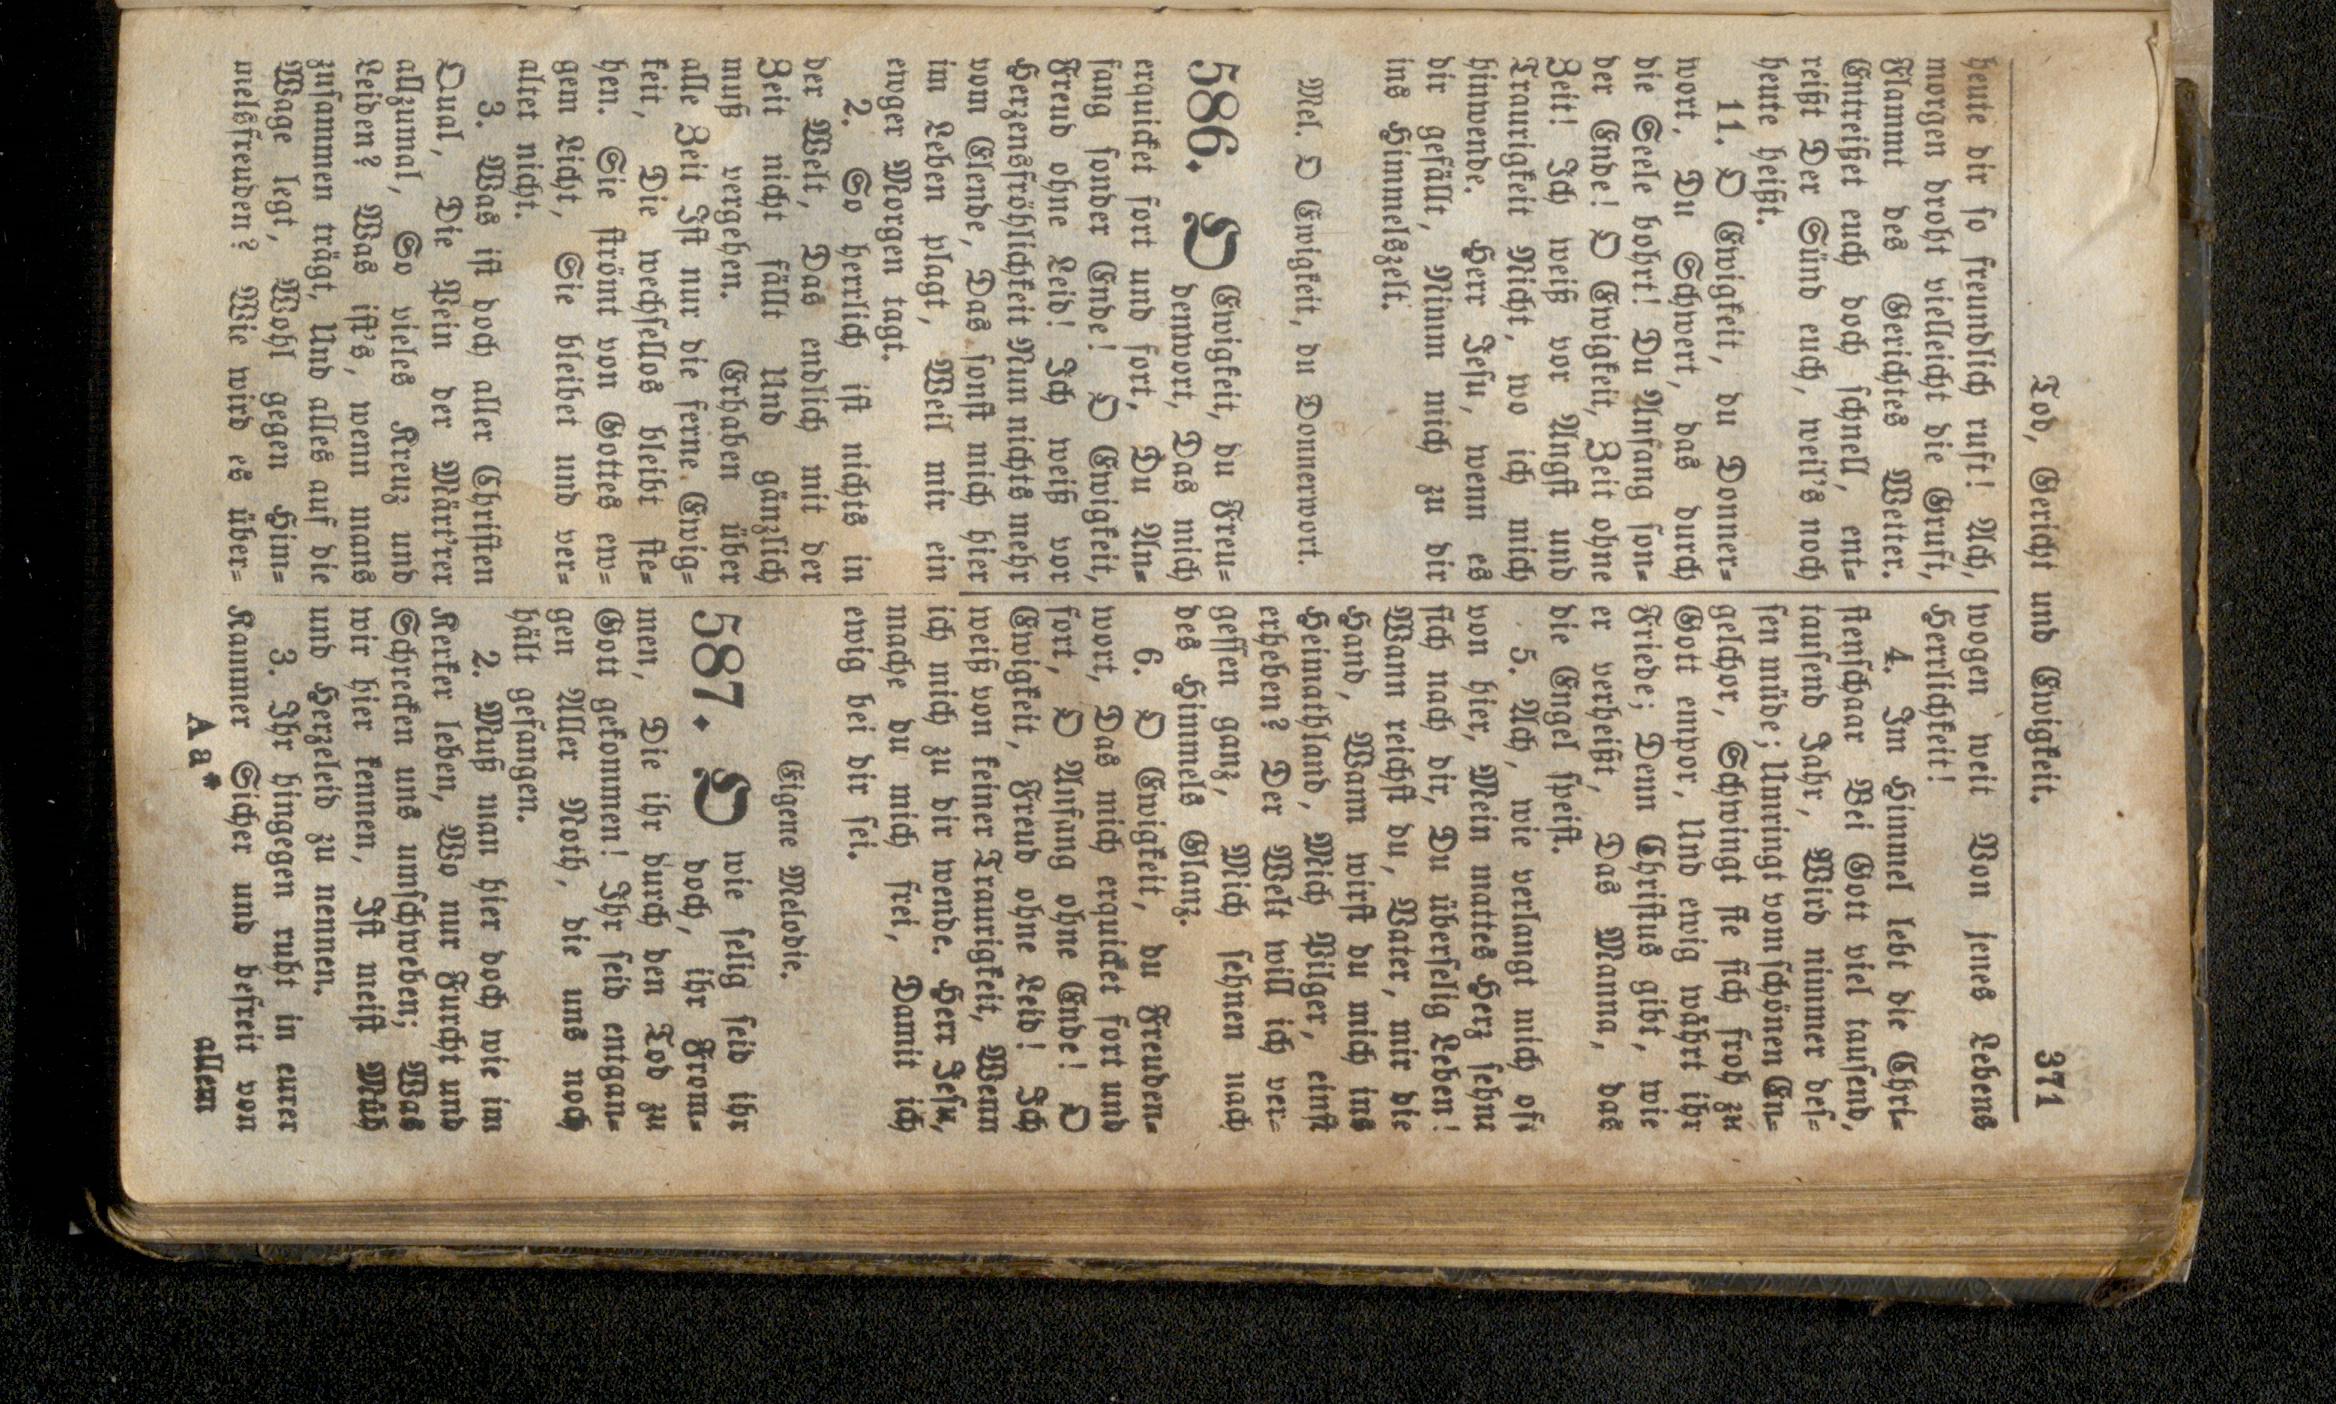 Tod, Gericht und Ewigkeit. 371
heute dir so freundlich ruft! Ach,
morgen droht vielleicht die Gruft,
Flammt des Gerichtes Wetter.
Entreißet euch doch schnell, ent-
reißt Der Sünd euch, weil's noch
heute heißt.
11. O Ewigkeit, du Donner-
wort, Du Schwert, das durch
die Seele bohrt! Du Anfang son-
der Ende! O Ewigkeit, Zeit ohne
Zeit! Ich weiß vor Angst und
Traurigkeit Nicht, wo ich mich
hinwende. Herr Jesu, wenn es
dir gefällt, Nimm mich zu dir
ins Himmelszelt.
Mel. O Ewigkeit, du Donnerwort.
586. O Ewigkeit, du Freu-
denwort, Das mich
erquicket fort und fort, Du An-
fang sonder Ende! O Ewigkeit,
Freud ohne Leid! Ich weiß vor
Herzensfröhlichkeit Nun nichts mehr
vom Elende, Das sonst mich hier
im Leben plagt, Weil mir ein
ewger Morgen tagt.
2. So herrlich ist nichts in
der Welt, Das endlich mit der
Zeit nicht fällt Und gänzlich
muß vergehen. Erhaben über
alle Zeit Ist nur die ferne Ewig-
keit, Die wechsellos bleibt ste-
hen. Sie strömt von Gottes ew-
gem Licht, Sie bleibet und ver-
altet nicht.
3. Was ist doch aller Christen
Qual, Die Pein der Märt'rer
allzumal, So vieles Kreuz und
Leiden? Was ist's, wenn mans
zusammen trägt, Und alles auf die
Wage legt, Wohl gegen Him-
melsfreuden? Wie wird es über-
wogen weit Von jenes Lebens
Herrlichkeit!
4. Im Himmel lebt die Chri-
stenschaar Bei Gott viel tausend,
tausend Jahr, Wird nimmer des-
sen müde; Umringt vom schönen En-
gelchor, Schwingt sie sich froh zu
Gott empor, Und ewig währt ihr
Friede; Denn Christus gibt, wie
er verheißt, Das Manna, das
die Engel speist.
5. Ach, wie verlangt mich oft
von hier, Mein mattes Herz sehnt
sich nach dir, Du überselig Leben!
Wann reichst du, Vater, mir die
Hand, Wann wirst du mich ins
Heimathland, Mich Pilger, einst
erheben? Der Welt will ich ver-
gessen ganz, Mich sehnen nach
des Himmels Glanz.
6. O Ewigkeit, du Freuden-
wort, Das mich erquicket fort und
fort, O Anfang ohne Ende! O
Ewigkeit, Freud ohne Leid! Ich
weiß von keiner Traurigkeit, Wenn
ich mich zu dir wende. Herr Jesu,
mache du mich frei, Damit ich
ewig bei dir sei.
Eigene Melodie.
587. O wie selig seid ihr
doch, ihr From-
men, Die ihr durch den Tod zu
Gott gekommen! Ihr seid entgan-
gen Aller Noth, die uns noch
hält gefangen.
2. Muß man hier doch wie im
Kerker leben, Wo nur Furcht und
Schrecken uns umschweben; Was
wir hier kennen, Ist meist Müh
und Herzeleid zu nennen.
3. Ihr hingegen ruht in eurer
Kammer Sicher und befreit von
Aa* allem